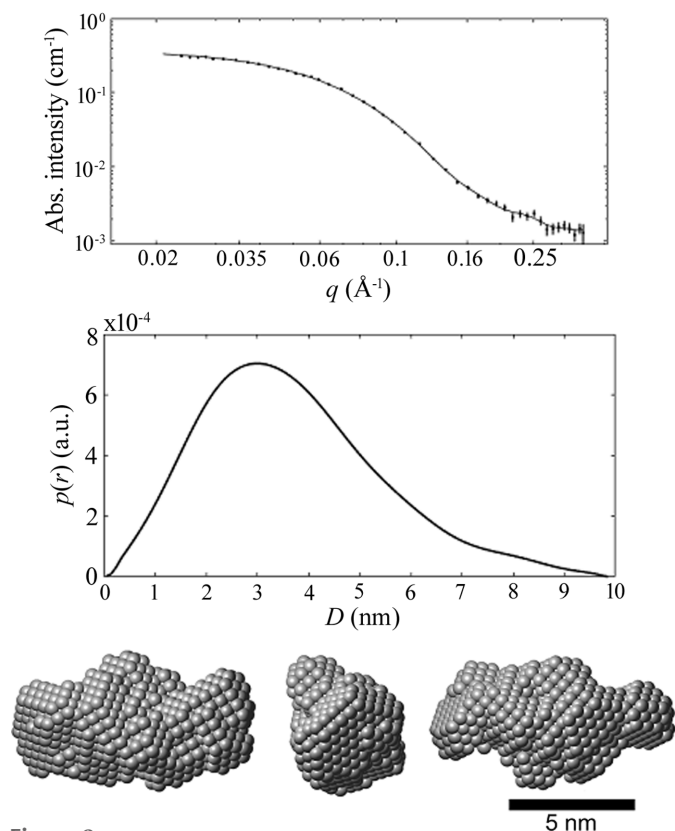 10⁰
10⁻¹
10⁻²
10⁻³
Abs. intensity (cm⁻¹)
0.02 0.035 0.06 0.1 0.16 0.25
q (Å⁻¹)
x10⁻⁴
8
6
4
2
0
p(r) (a.u.)
0 1 2 3 4 5 6 7 8 9 10
D (nm)
5 nm